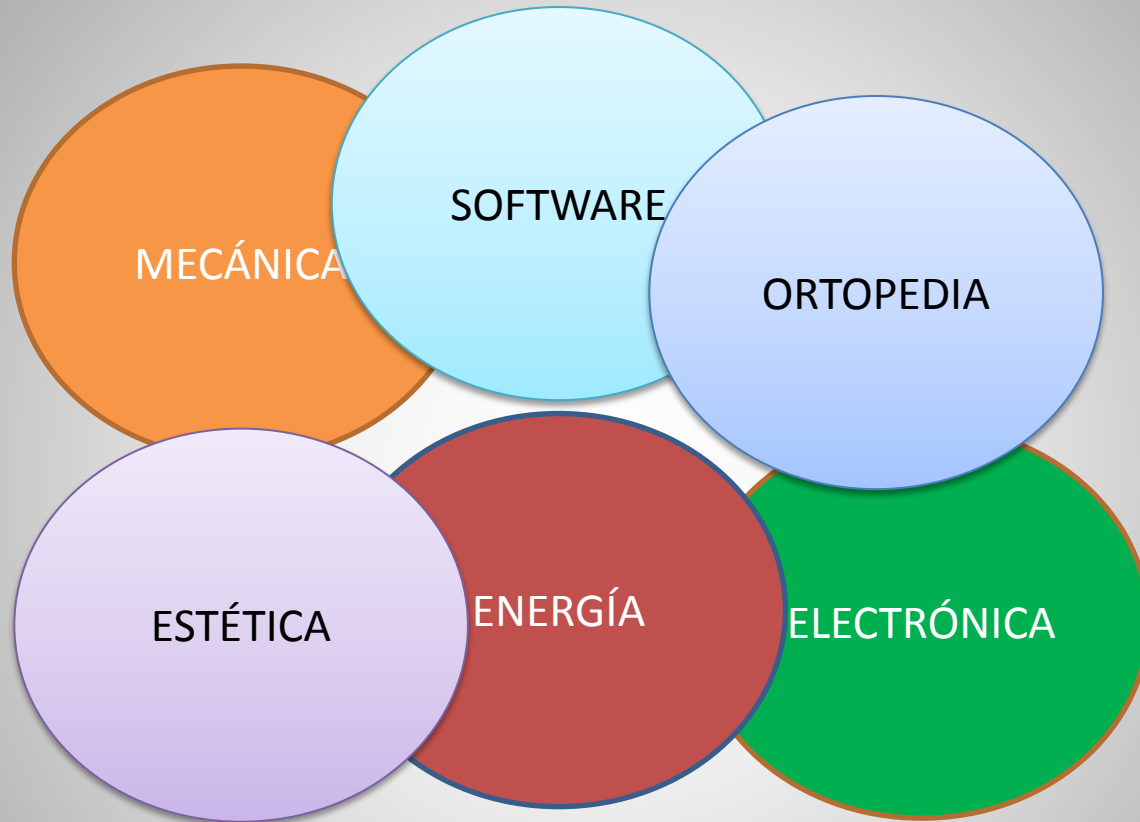 MECÁNICA
SOFTWARE
ORTOPEDIA
ESTÉTICA
ENERGÍA
ELECTRÓNICA